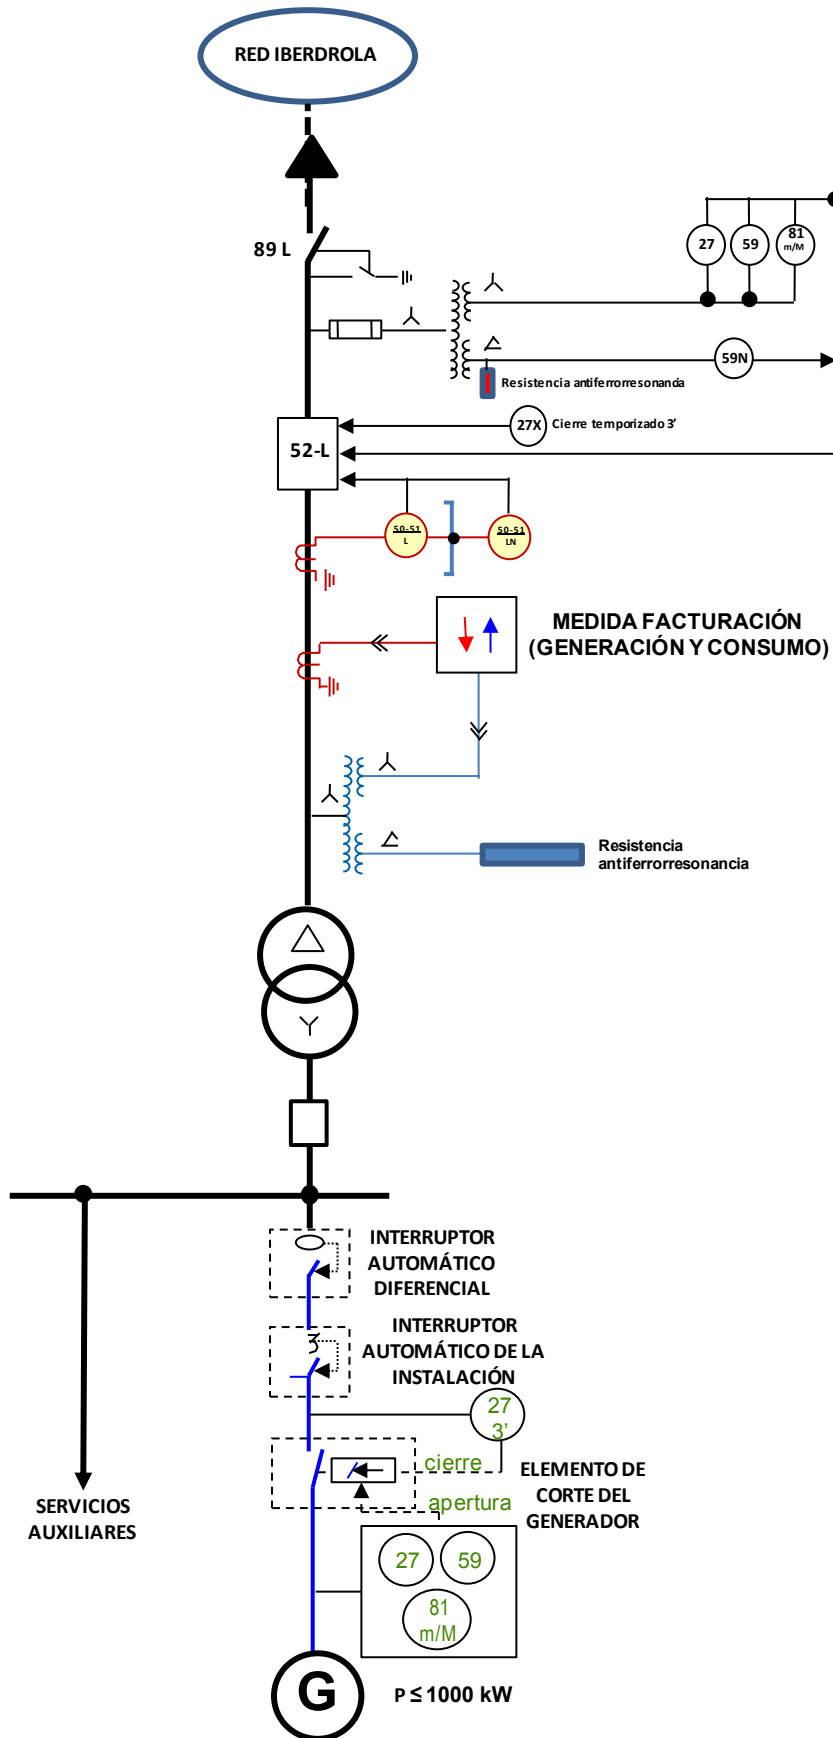 RED IBERDROLA
89 L
27
59
81
m/M
59N
Resistencia antiferrorresonancia
52-L
27X
Cierre temporizado 3'
50-51
L
50-51
LN
MEDIDA FACTURACIÓN
(GENERACIÓN Y CONSUMO)
Resistencia
antiferrorresonancia
INTERRUPTOR
AUTOMÁTICO
DIFERENCIAL
INTERRUPTOR
AUTOMÁTICO DE LA
INSTALACIÓN
27
3'
cierre
apertura
ELEMENTO DE
CORTE DEL
GENERADOR
SERVICIOS
AUXILIARES
27
59
81
m/M
G
P ≤ 1000 kW